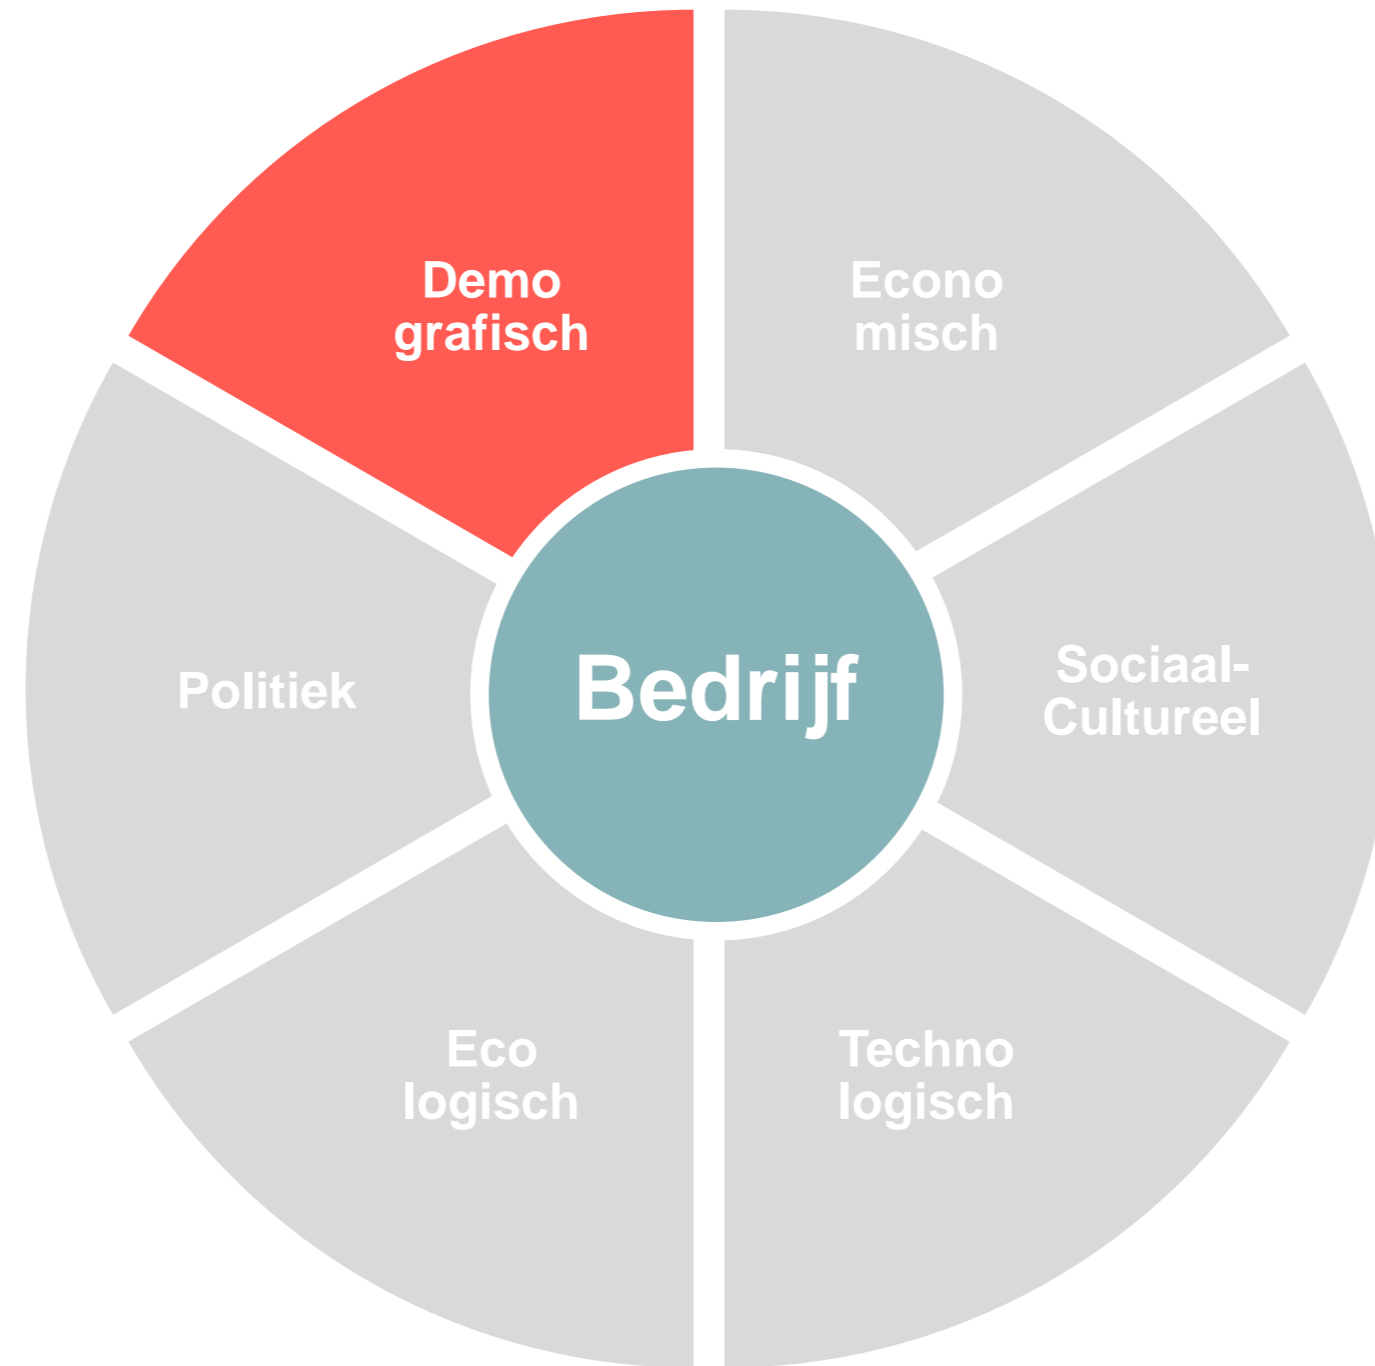 Demo
grafisch
Econo
misch
Politiek
Bedrijf
Sociaal-
Cultureel
Eco
logisch
Techno
logisch